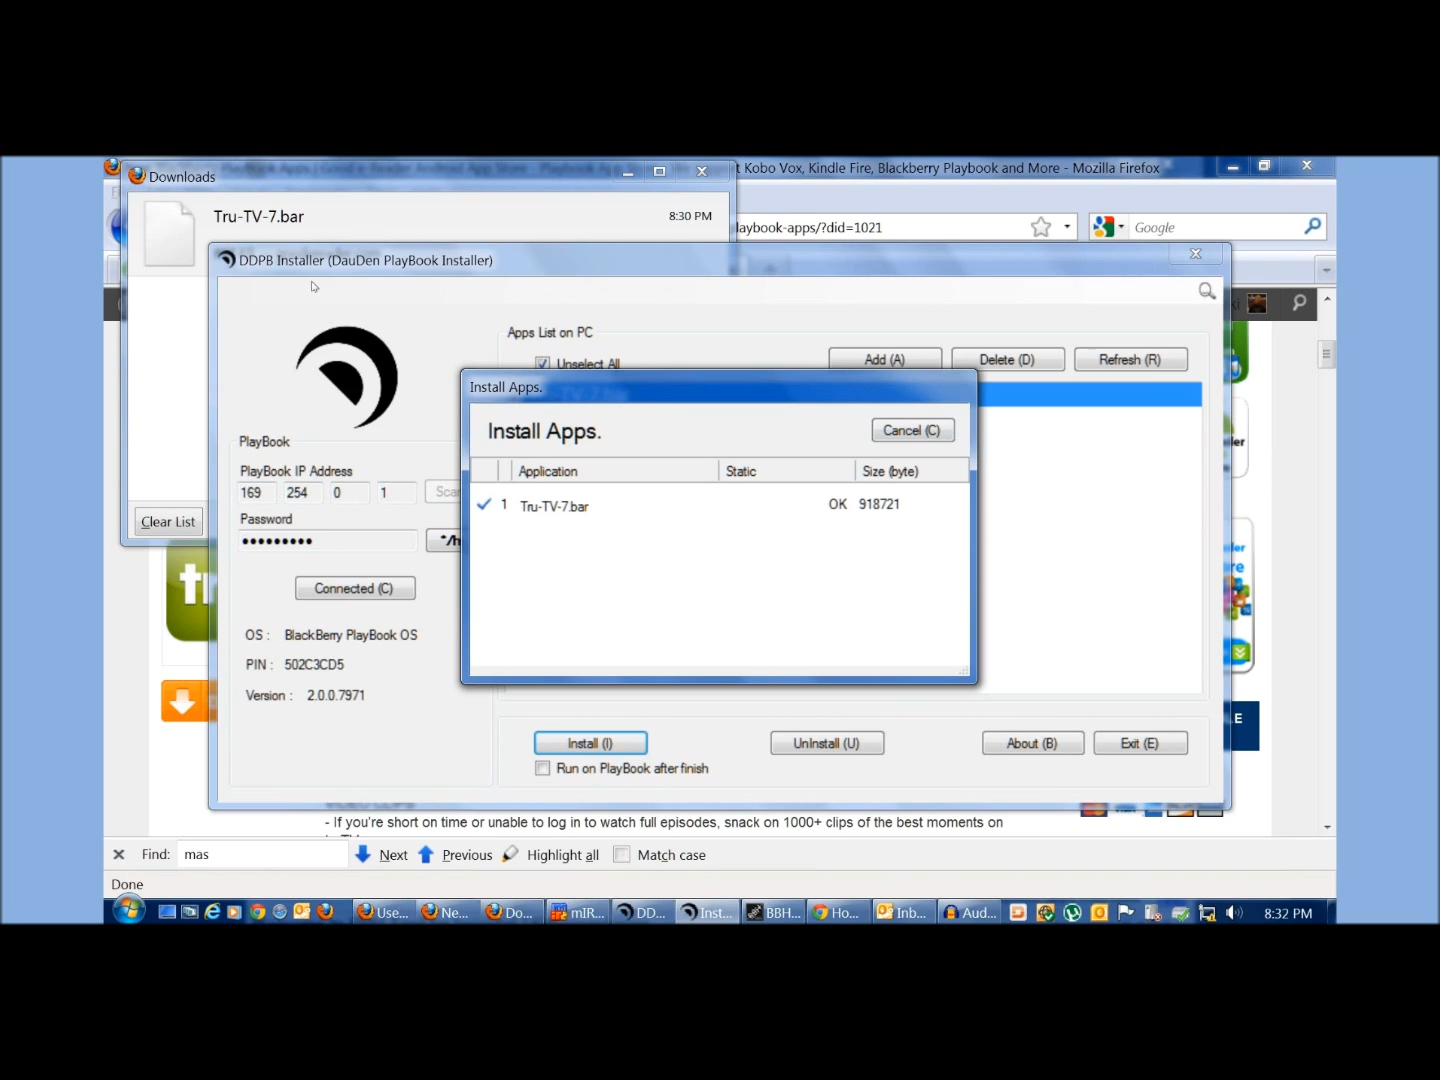 t Kobo Vox, Kindle Fire, Blackberry Playbook and More - Mozilla Firefox
Downloads
Tru-TV-7.bar
8:30 PM
laybook-apps/?did=1021
Google
DDPB Installer (DauDen PlayBook Installer)
Apps List on PC
Unselect All
Add (A)
Delete (D)
Refresh (R)
Install Apps.
Install Apps.
Cancel (C)
Application
Static
Size (byte)
1
Tru-TV-7.bar
OK
918721
PlayBook
PlayBook IP Address
169
254
0
1
Scan
Password
Clear List
Connected (C)
OS : BlackBerry PlayBook OS
PIN : 502C3CD5
Version : 2.0.0.7971
Install (I)
UnInstall (U)
About (B)
Exit (E)
Run on PlayBook after finish
- If you're short on time or unable to log in to watch full episodes, snack on 1000+ clips of the best moments on
Find:
mas
Next
Previous
Highlight all
Match case
Done
Use...
Ne...
Do...
mIR...
DD...
Inst...
BBH...
Ho...
Inb...
Aud...
8:32 PM